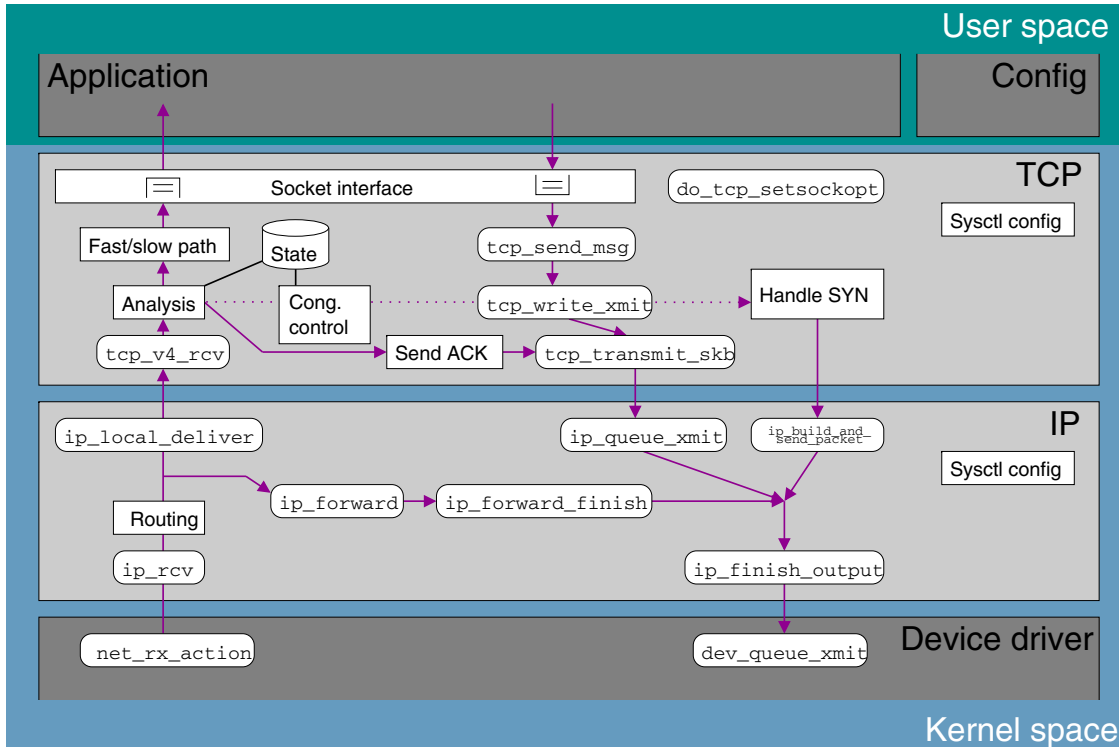 User space
Application
Config
TCP
Socket interface
do_tcp_setsockopt
Sysctl config
Fast/slow path
State
tcp_send_msg
Analysis
Cong.
control
tcp_write_xmit
Handle SYN
tcp_v4_rcv
Send ACK
tcp_transmit_skb
IP
ip_local_deliver
ip_queue_xmit
ip_build_and_
send_packet
Sysctl config
ip_forward
ip_forward_finish
Routing
ip_rcv
ip_finish_output
Device driver
net_rx_action
dev_queue_xmit
Kernel space